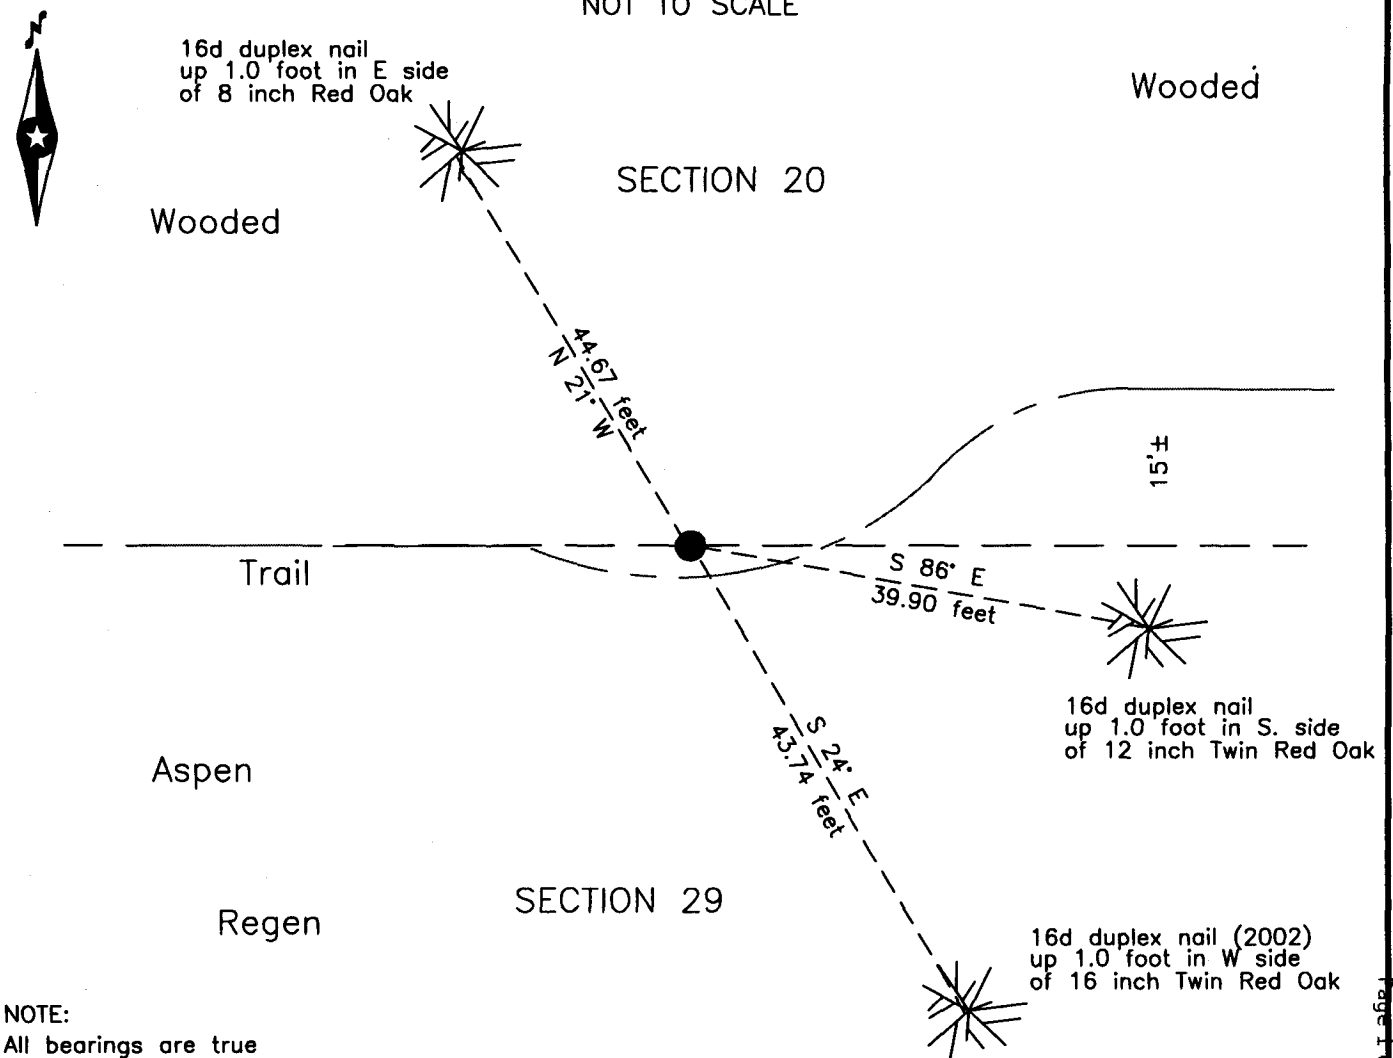 NOT TO SCALE
N
16d duplex nail
up 1.0 foot in E side
of 8 inch Red Oak
Wooded
SECTION 20
Wooded
44.67 feet
N 21° W
15'±
Trail
S 86° E
39.90 feet
16d duplex nail
up 1.0 foot in S. side
of 12 inch Twin Red Oak
S 24° E
43.74 feet
Aspen
SECTION 29
Regen
16d duplex nail (2002)
up 1.0 foot in W side
of 16 inch Twin Red Oak
NOTE:
All bearings are true
Page 1